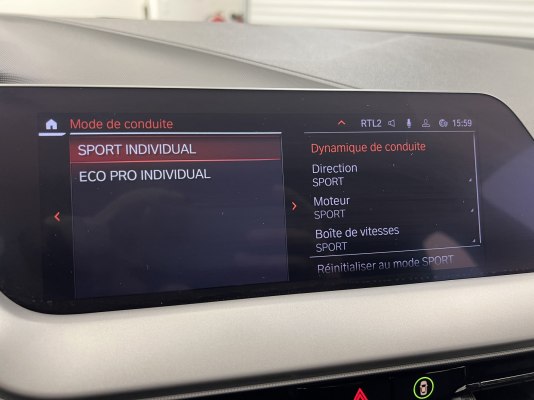 Mode de conduite
RTL2 15:59
SPORT INDIVIDUAL
ECO PRO INDIVIDUAL
Dynamique de conduite
Direction
SPORT
Moteur
SPORT
Boîte de vitesses
SPORT
Réinitialiser au mode SPORT